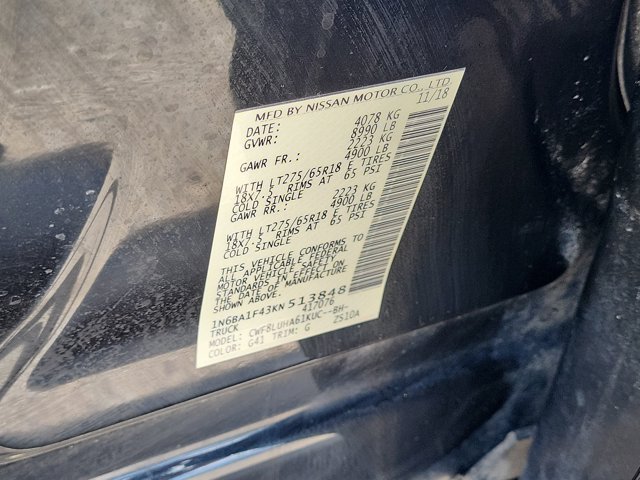 MFD BY NISSAN MOTOR CO., LTD.
DATE: 11/18
GVWR: 4078 KG
8990 LB
GAWR FR.: 2223 KG
4900 LB
WITH LT275/65R18 E TIRES
18X7.5 RIMS AT 65 PSI
COLD SINGLE
GAWR RR.: 2223 KG
4900 LB
WITH LT275/65R18 E TIRES
18X7.5 RIMS AT 65 PSI
COLD SINGLE
THIS VEHICLE CONFORMS TO
ALL APPLICABLE FEDERAL
MOTOR VEHICLE SAFETY
STANDARDS IN EFFECT ON
THE DATE OF MANUFACTURE
SHOWN ABOVE.
1N6BA1F43KN513848
TRUCK 417076
MODEL: CWF8LUHA61KUC--BH-
COLOR: G41 TRIM: G ZS10A